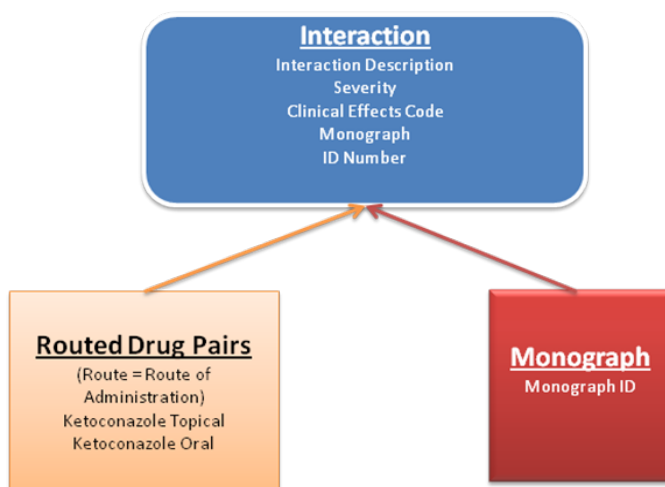 Interaction
Interaction Description
Severity
Clinical Effects Code
Monograph
ID Number
Routed Drug Pairs
(Route = Route of
Administration)
Ketoconazole Topical
Ketoconazole Oral
Monograph
Monograph ID